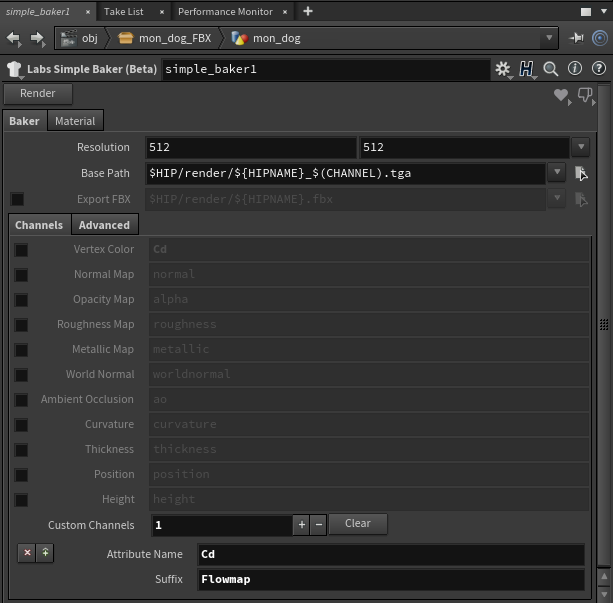 simple_baker1 × Take List × Performance Monitor × +
obj mon_dog_FBX mon_dog
Labs Simple Baker (Beta) simple_baker1
Render
Baker Material
Resolution 512 512
Base Path $HIP/render/${HIPNAME}_$(CHANNEL).tga
Export FBX $HIP/render/${HIPNAME}.fbx
Channels Advanced
Vertex Color Cd
Normal Map normal
Opacity Map alpha
Roughness Map roughness
Metallic Map metallic
World Normal worldnormal
Ambient Occlusion ao
Curvature curvature
Thickness thickness
Position position
Height height
Custom Channels 1 + − Clear
Attribute Name Cd
Suffix Flowmap